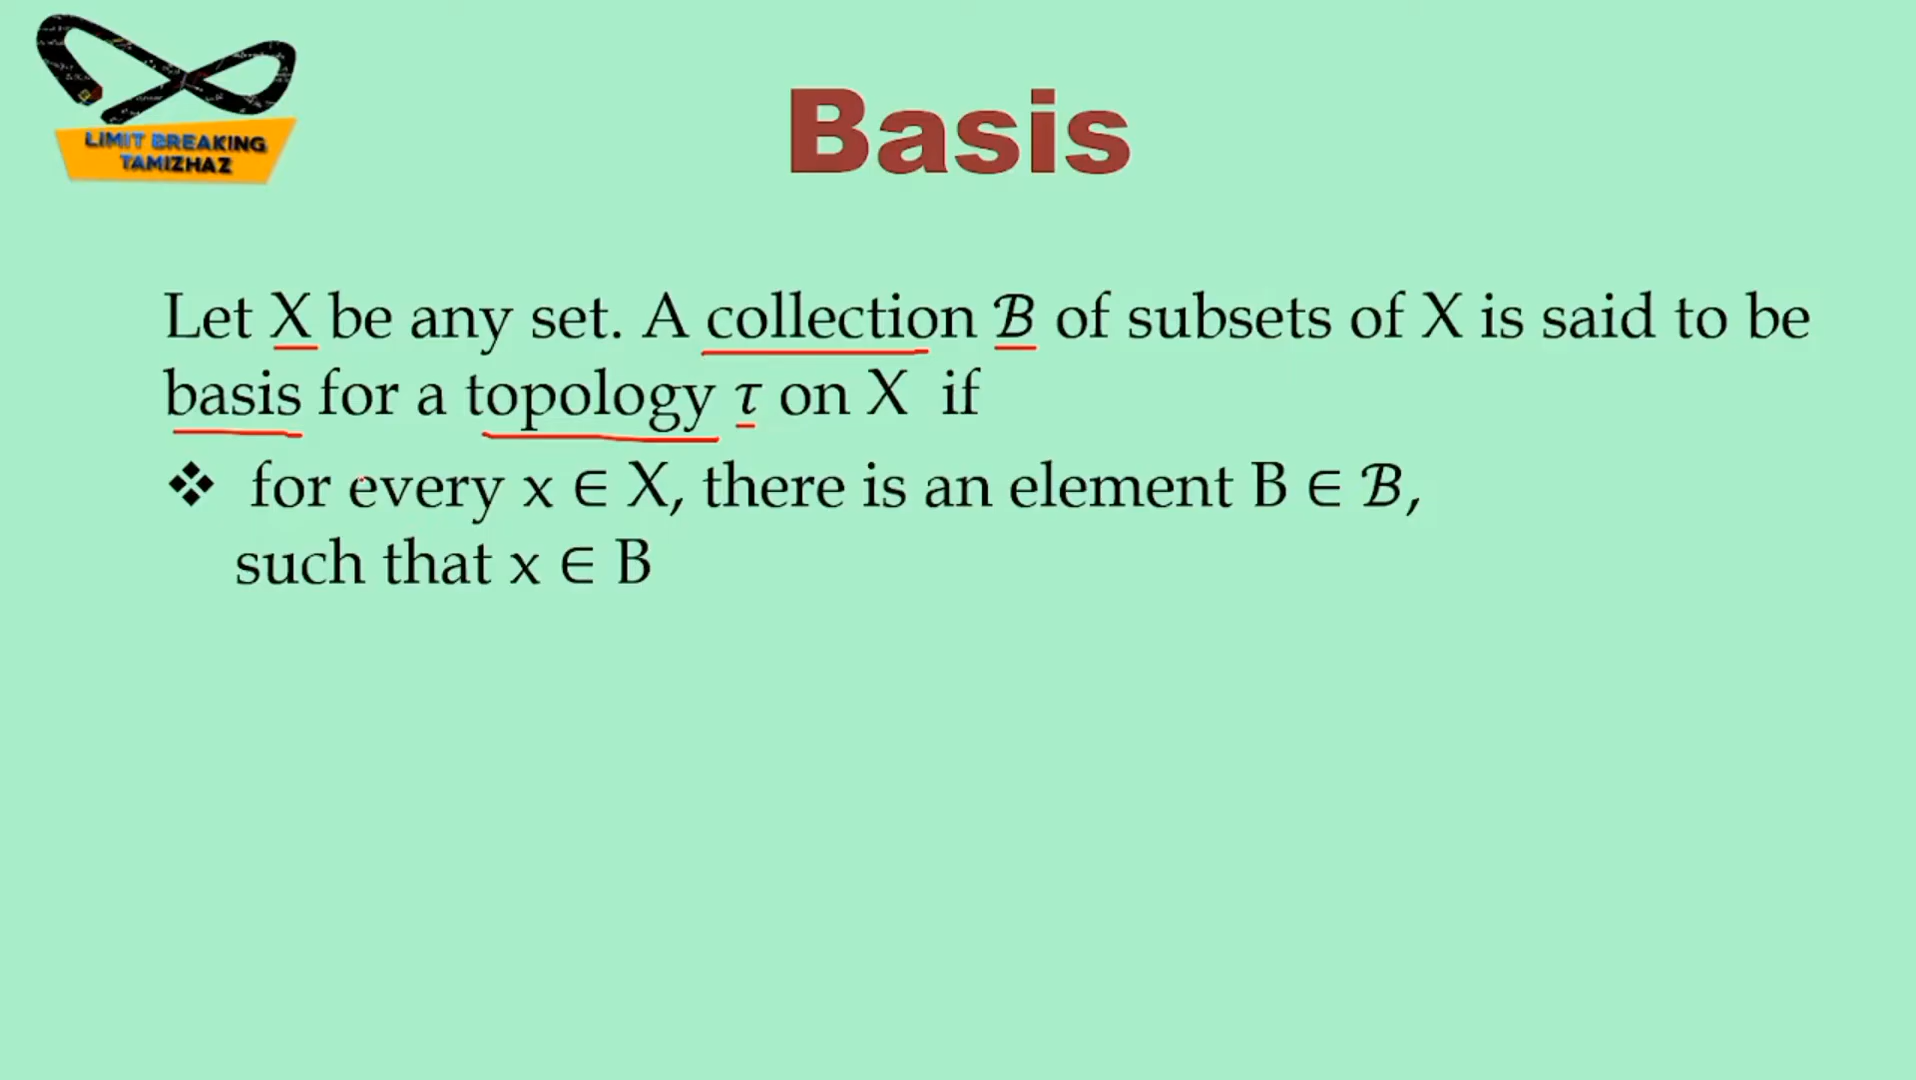 LIMIT BREAKING
TAMIZHAZ
Basis
Let X be any set. A collection ℬ of subsets of X is said to be
basis for a topology τ on X if
❖ for every x ∈ X, there is an element B ∈ ℬ,
such that x ∈ B